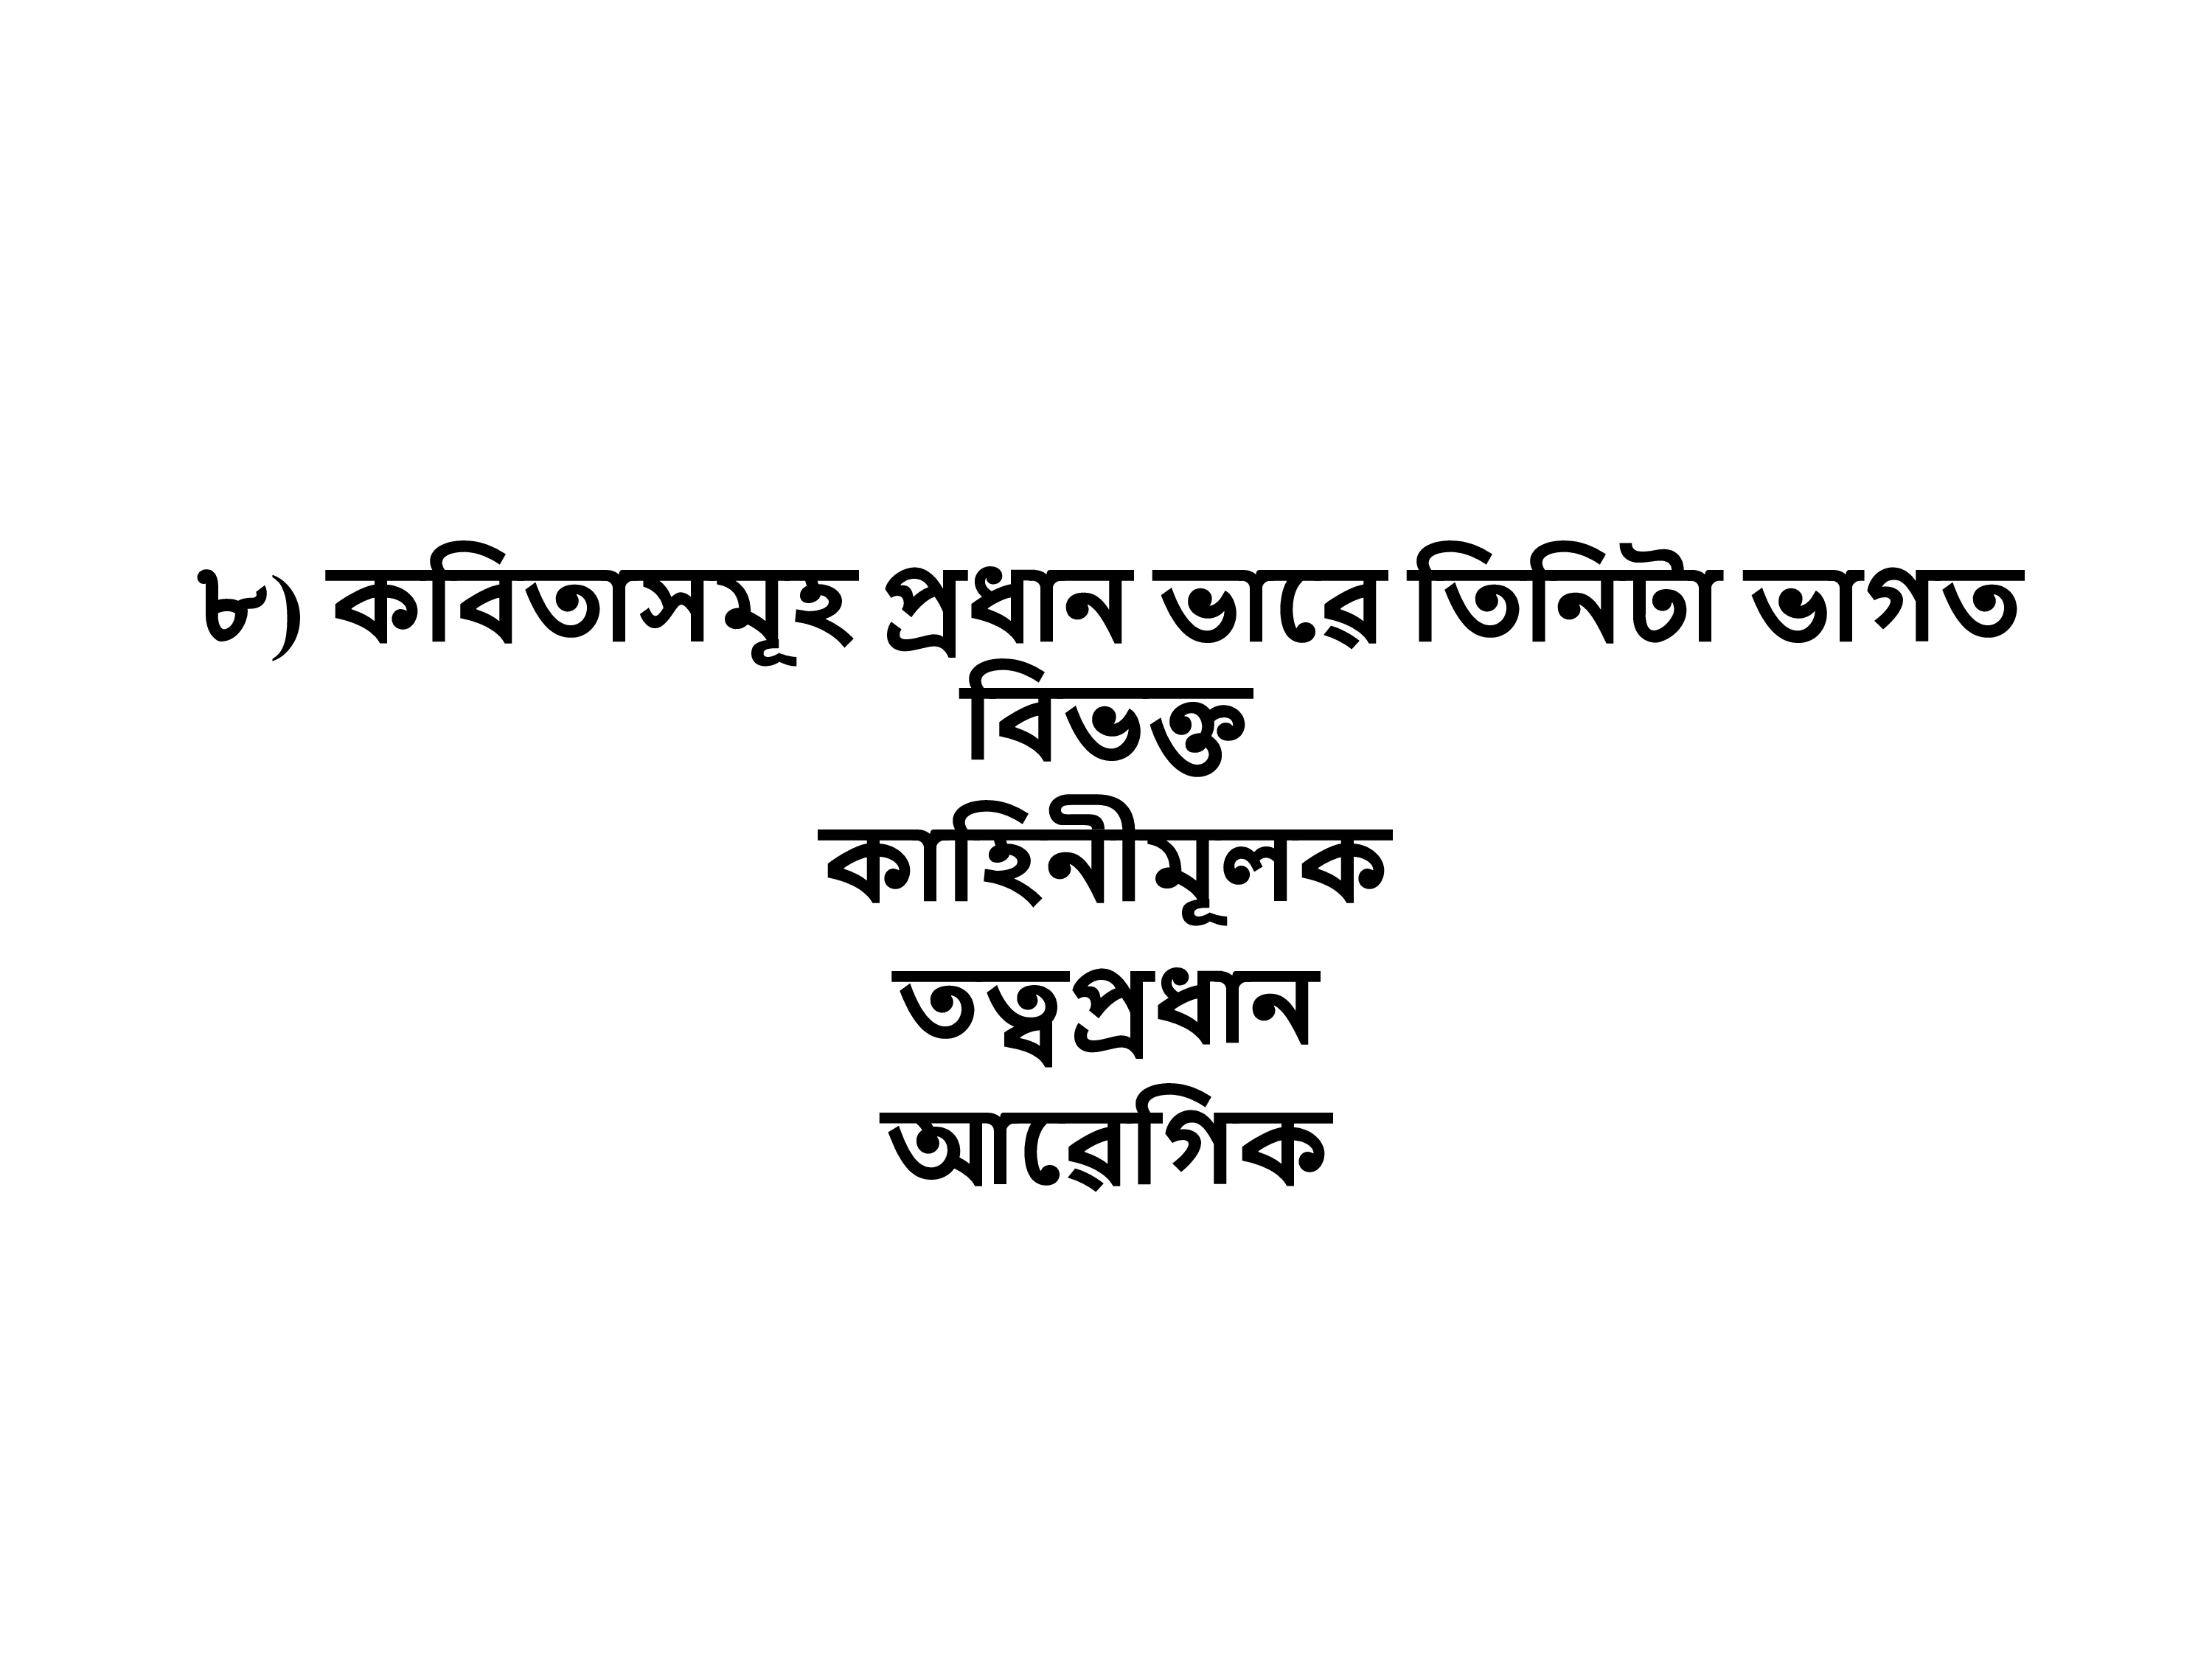 ৮) কবিতাসমূহ প্ৰধান ভাৱে তিনিটা ভাগত
বিভক্ত
কাহিনীমূলক
তত্বপ্ৰধান
আৱেগিক